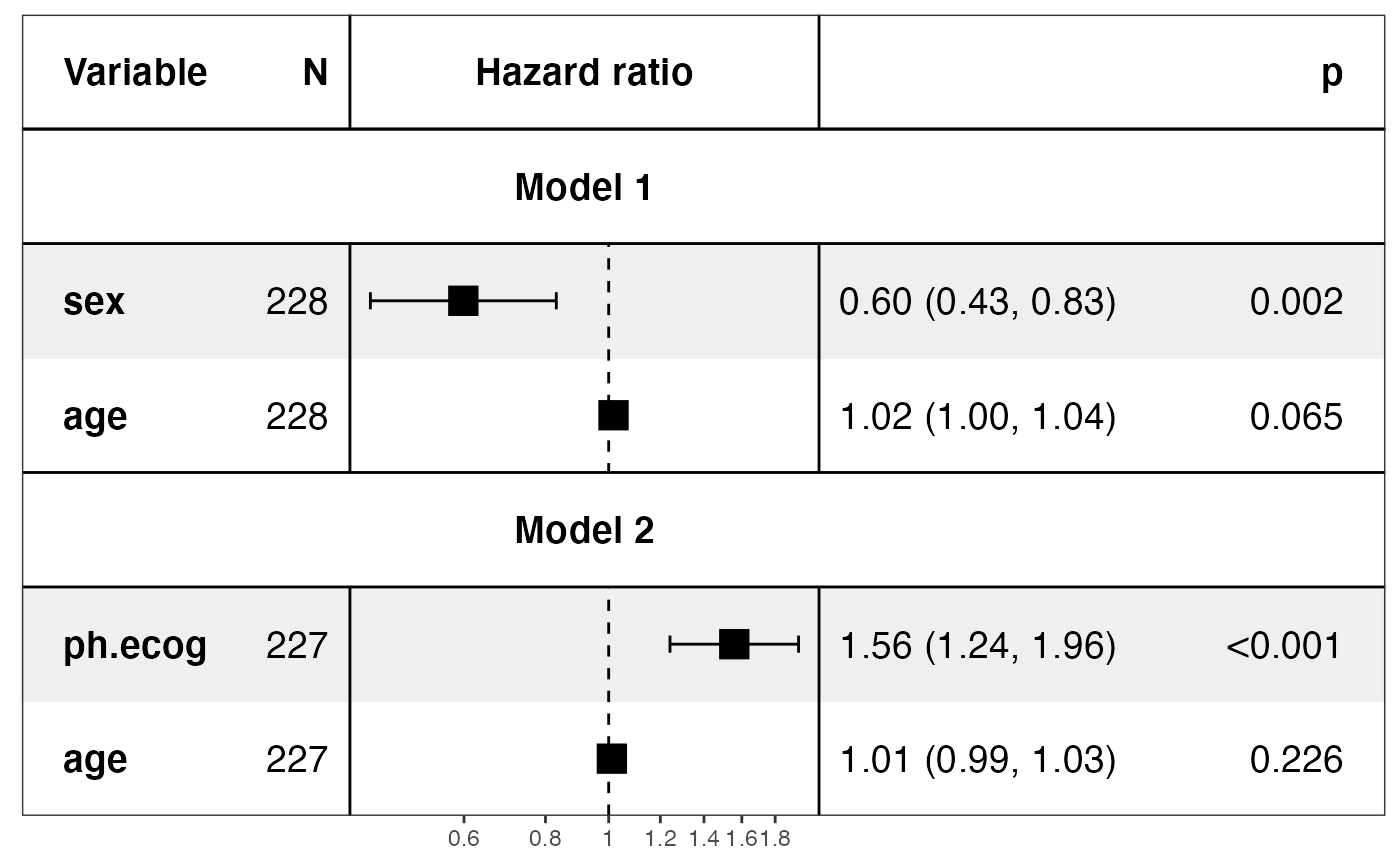 Variable N Hazard ratio p
Model 1
sex 228 0.60 (0.43, 0.83) 0.002
age 228 1.02 (1.00, 1.04) 0.065
Model 2
ph.ecog 227 1.56 (1.24, 1.96) <0.001
age 227 1.01 (0.99, 1.03) 0.226
0.6 0.8 1 1.2 1.4 1.6 1.8